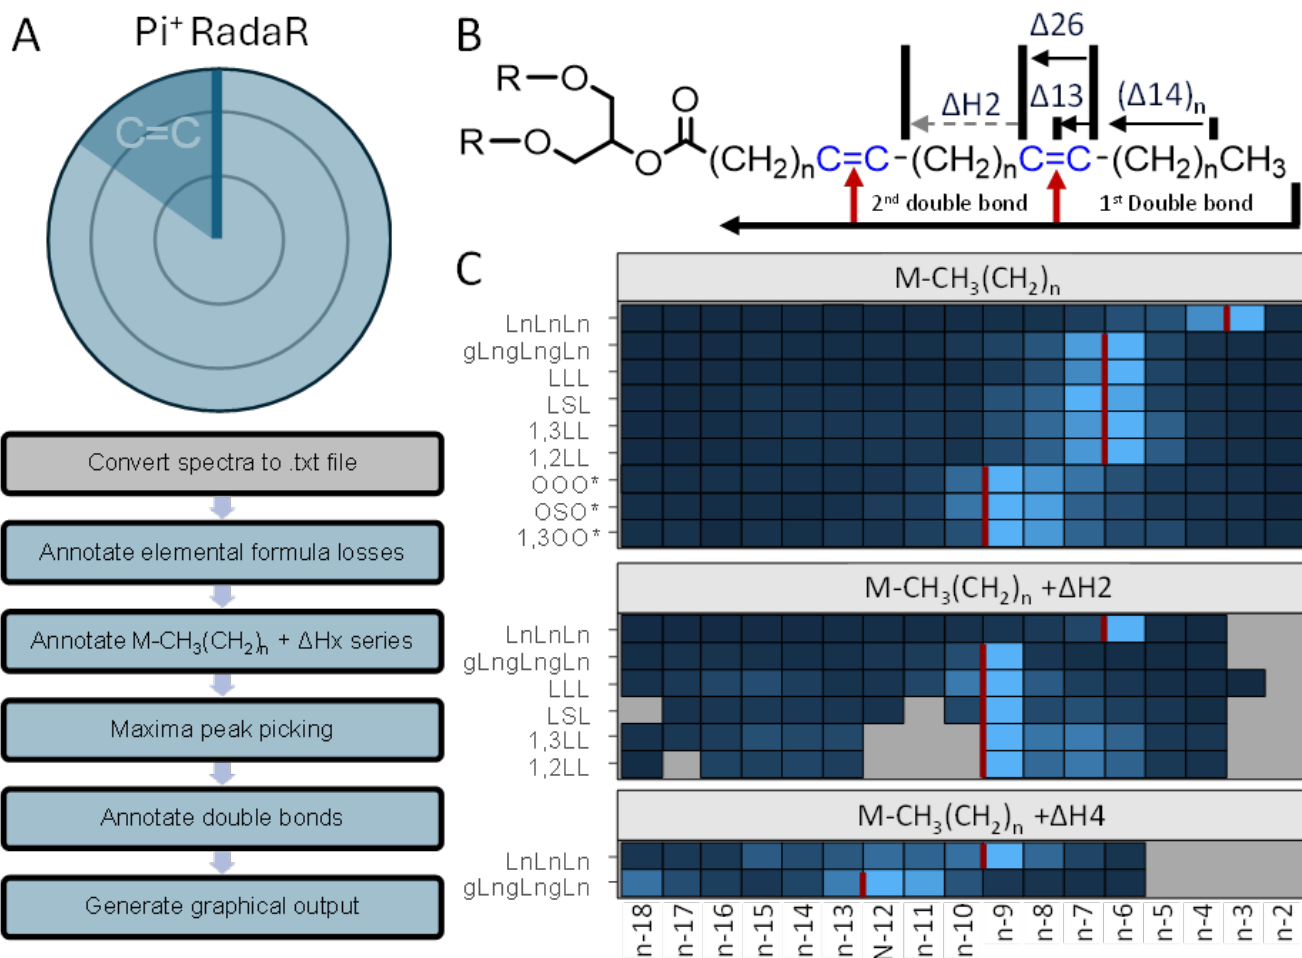 A
Pi⁺ RadaR
C=C
Convert spectra to .txt file
Annotate elemental formula losses
Annotate M-CH₃(CH₂)ₙ + ΔHx series
Maxima peak picking
Annotate double bonds
Generate graphical output
B
Δ26
R—O
O
ΔH2
Δ13
(Δ14)ₙ
R—O
O
(CH₂)ₙC=C-(CH₂)ₙC=C-(CH₂)ₙCH₃
2ⁿᵈ double bond
1ˢᵗ Double bond
C
M-CH₃(CH₂)ₙ
LnLnLn
gLngLngLn
LLL
LSL
1,3LL
1,2LL
OOO*
OSO*
1,3OO*
M-CH₃(CH₂)ₙ +ΔH2
LnLnLn
gLngLngLn
LLL
LSL
1,3LL
1,2LL
M-CH₃(CH₂)ₙ +ΔH4
LnLnLn
gLngLngLn
n-18
n-17
n-16
n-15
n-14
n-13
N-12
n-11
n-10
n-9
n-8
n-7
n-6
n-5
n-4
n-3
n-2